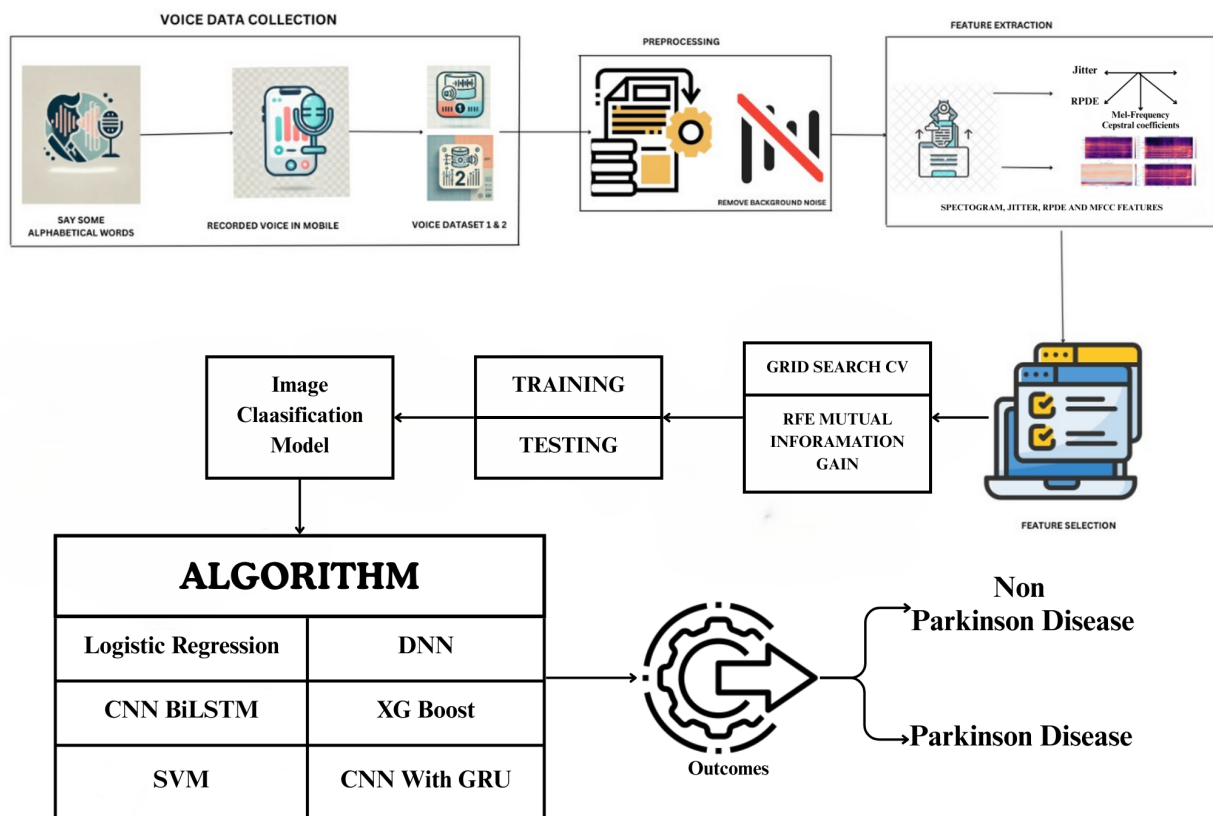 VOICE DATA COLLECTION
SAY SOME
ALPHABETICAL WORDS
RECORDED VOICE IN MOBILE
1
2
VOICE DATASET 1 & 2
PREPROCESSING
REMOVE BACKGROUND NOISE
FEATURE EXTRACTION
Jitter
RPDE
Mel-Frequency
Cepstral coefficients
SPECTOGRAM, JITTER, RPDE AND MFCC FEATURES
FEATURE SELECTION
GRID SEARCH CV
RFE MUTUAL
INFORAMATION
GAIN
TRAINING
TESTING
Image
Claasification
Model
ALGORITHM
Logistic Regression
DNN
CNN BiLSTM
XG Boost
SVM
CNN With GRU
Outcomes
Non
Parkinson Disease
Parkinson Disease